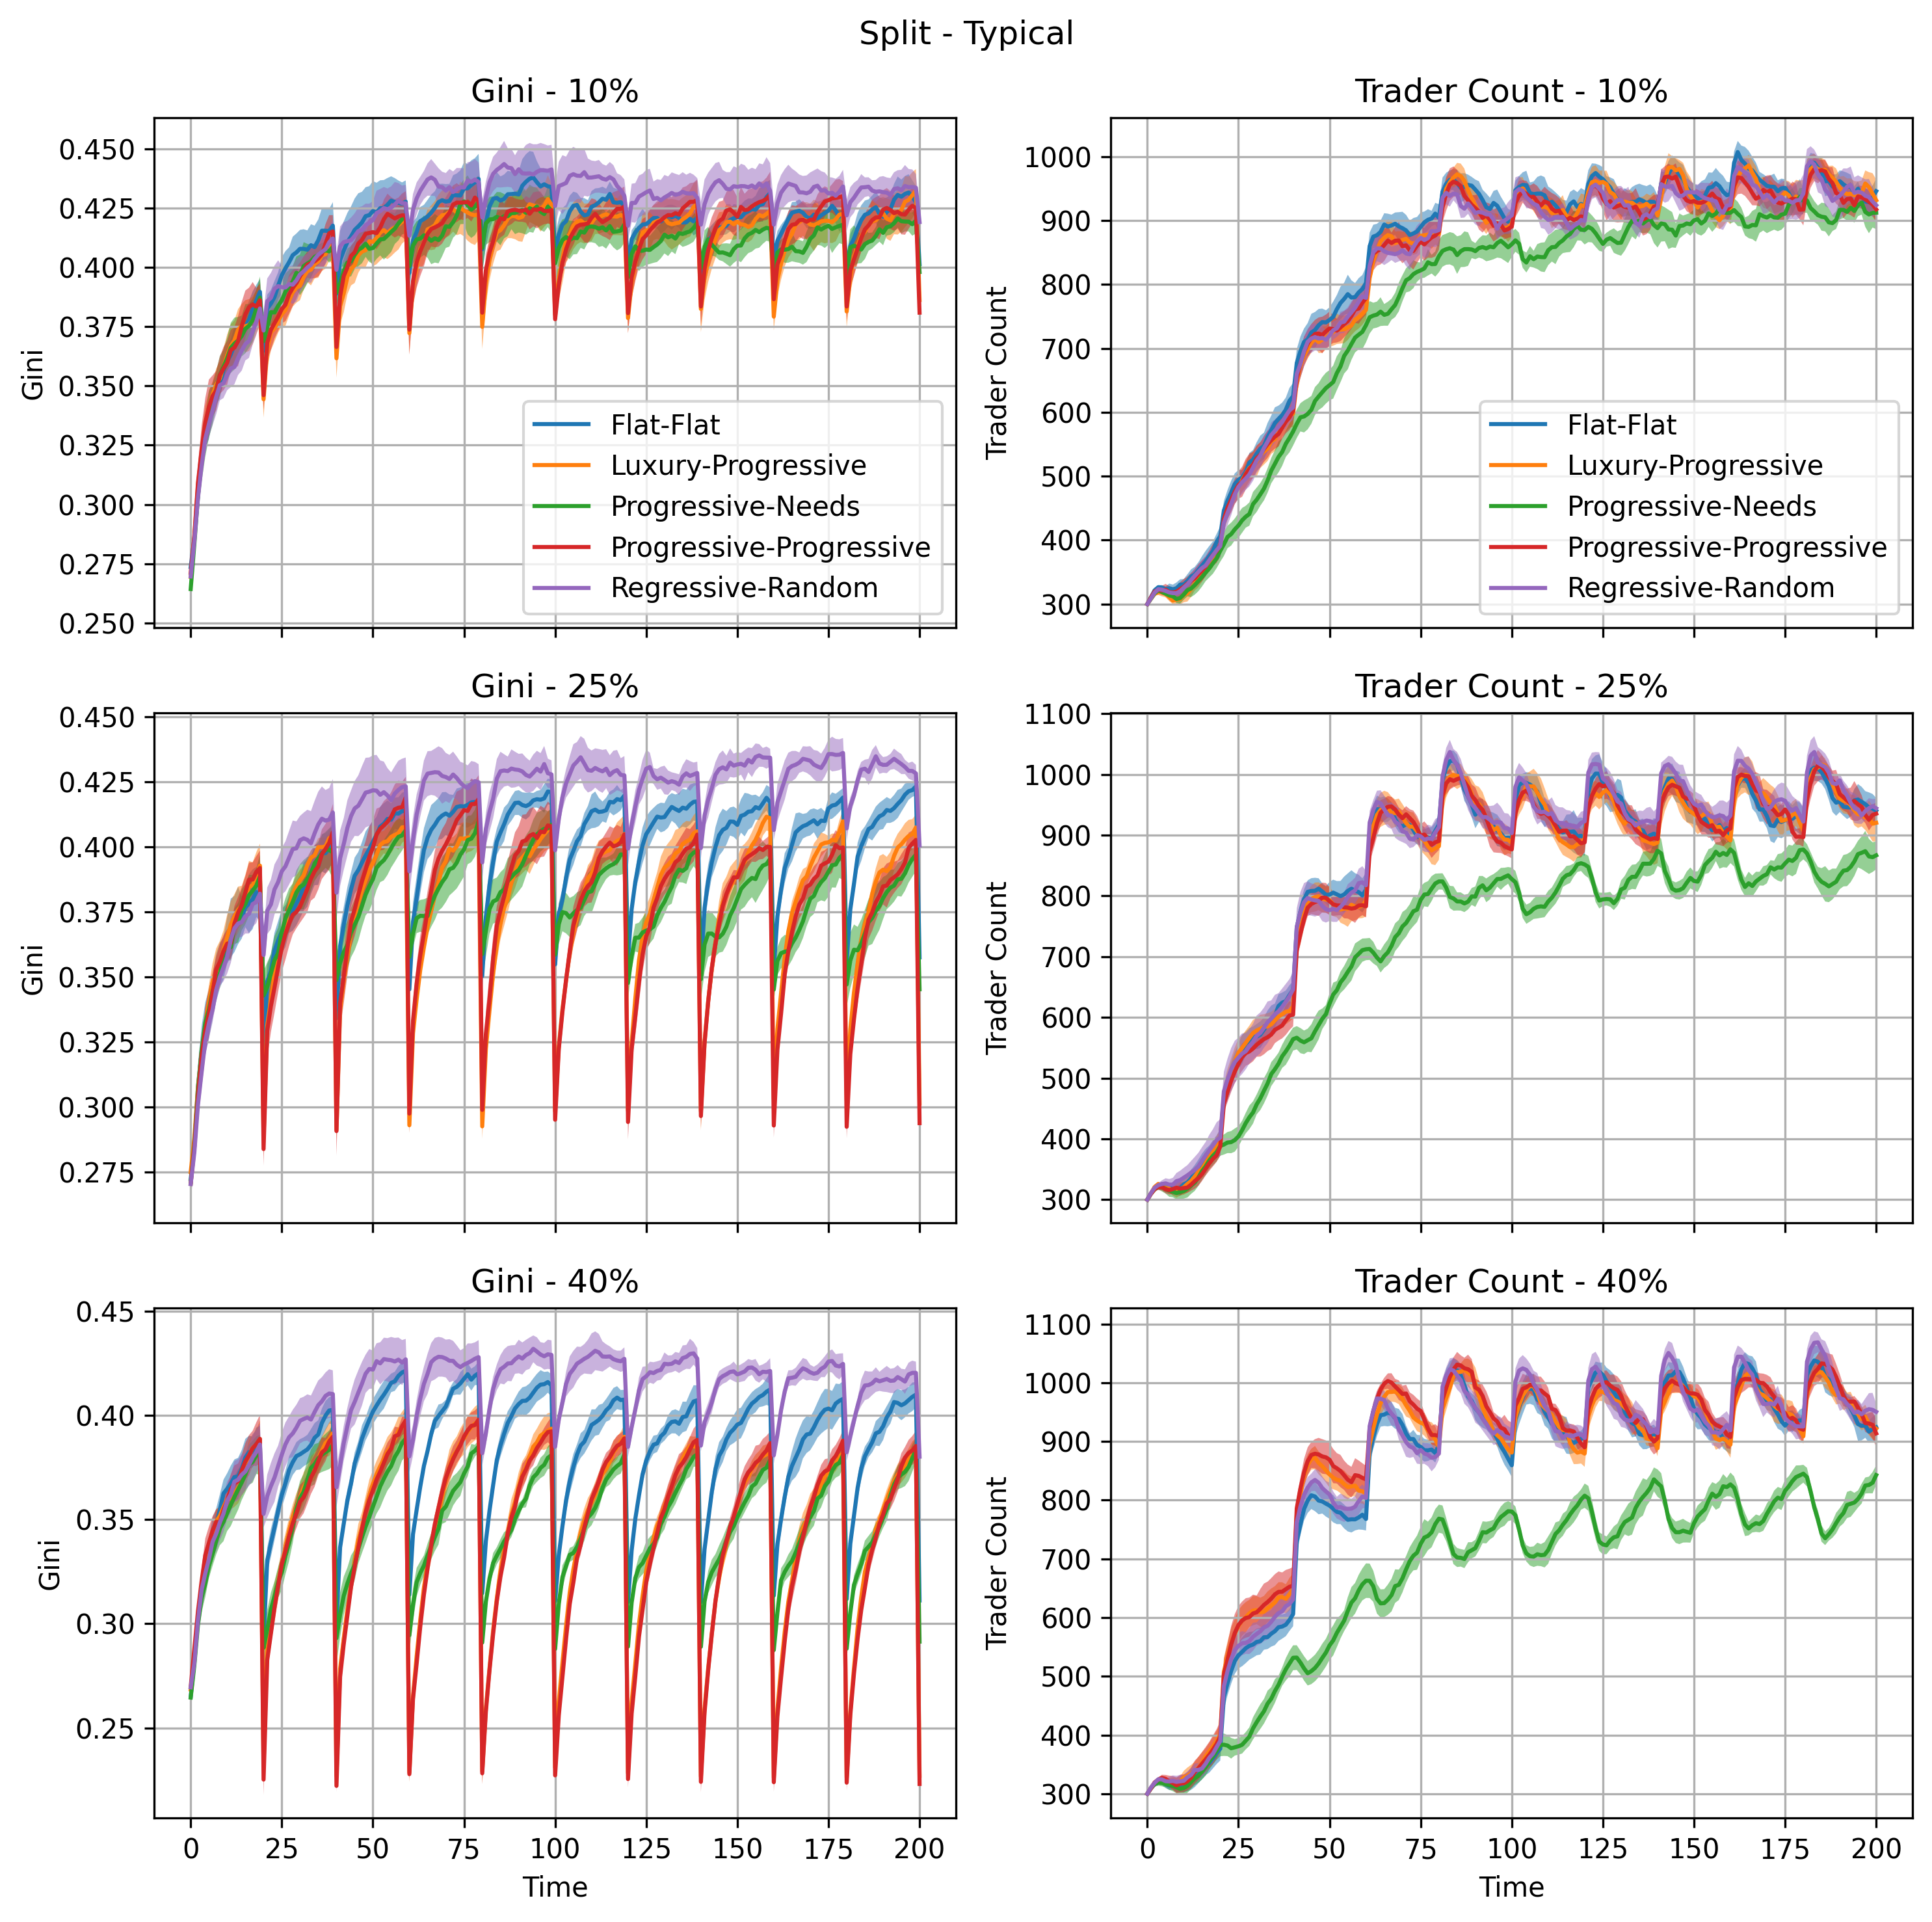 Split - Typical
Gini - 10%
0.450
0.425
0.400
0.375
0.350
0.325
0.300
0.275
0.250
Gini
Flat-Flat
Luxury-Progressive
Progressive-Needs
Progressive-Progressive
Regressive-Random
Trader Count - 10%
1000
900
800
700
600
500
400
300
Trader Count
Flat-Flat
Luxury-Progressive
Progressive-Needs
Progressive-Progressive
Regressive-Random
Gini - 25%
0.450
0.425
0.400
0.375
0.350
0.325
0.300
0.275
Gini
Trader Count - 25%
1100
1000
900
800
700
600
500
400
300
Trader Count
Gini - 40%
0.45
0.40
0.35
0.30
0.25
Gini
0 25 50 75 100 125 150 175 200
Time
Trader Count - 40%
1100
1000
900
800
700
600
500
400
300
Trader Count
0 25 50 75 100 125 150 175 200
Time